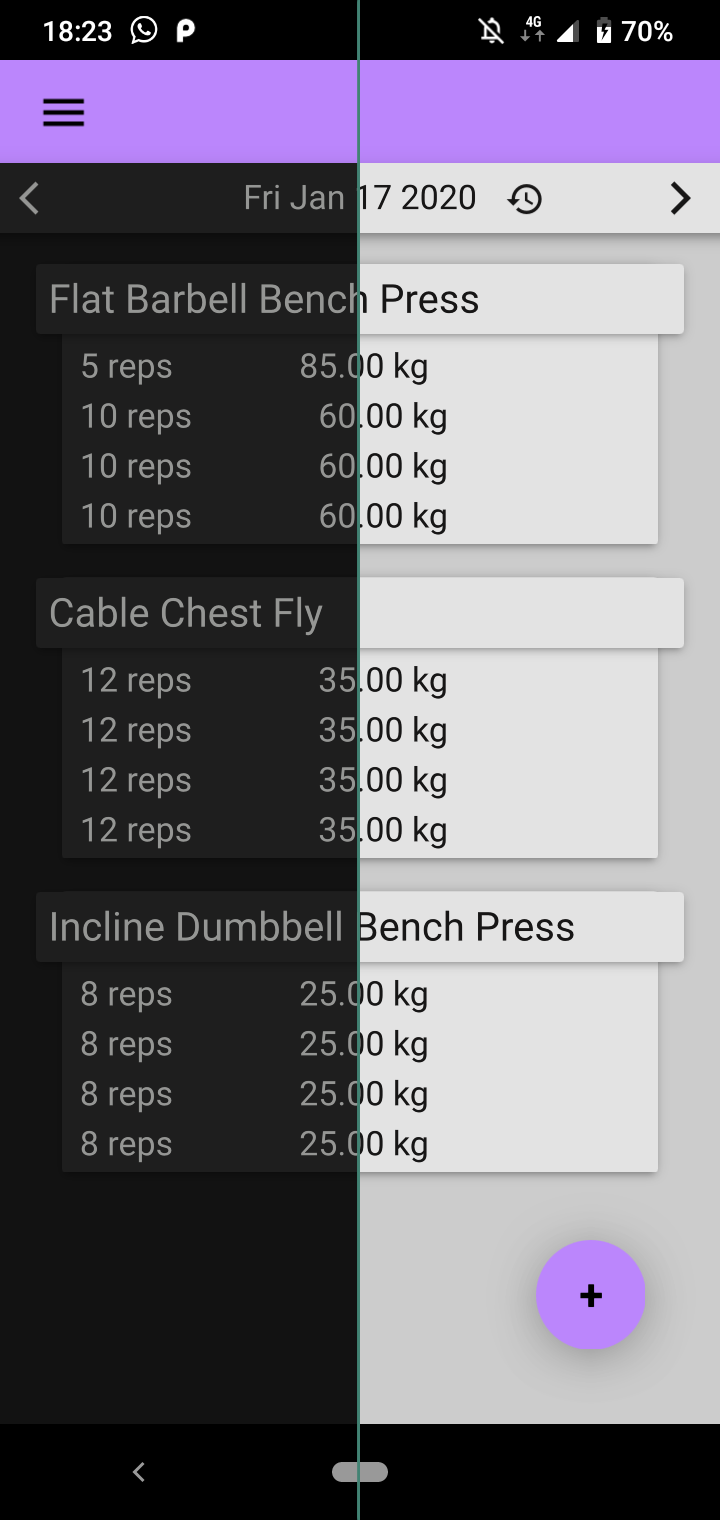 18:23 4G 70%
Fri Jan 17 2020
Flat Barbell Bench Press
5 reps 85.00 kg
10 reps 60.00 kg
10 reps 60.00 kg
10 reps 60.00 kg
Cable Chest Fly
12 reps 35.00 kg
12 reps 35.00 kg
12 reps 35.00 kg
12 reps 35.00 kg
Incline Dumbbell Bench Press
8 reps 25.00 kg
8 reps 25.00 kg
8 reps 25.00 kg
8 reps 25.00 kg
+